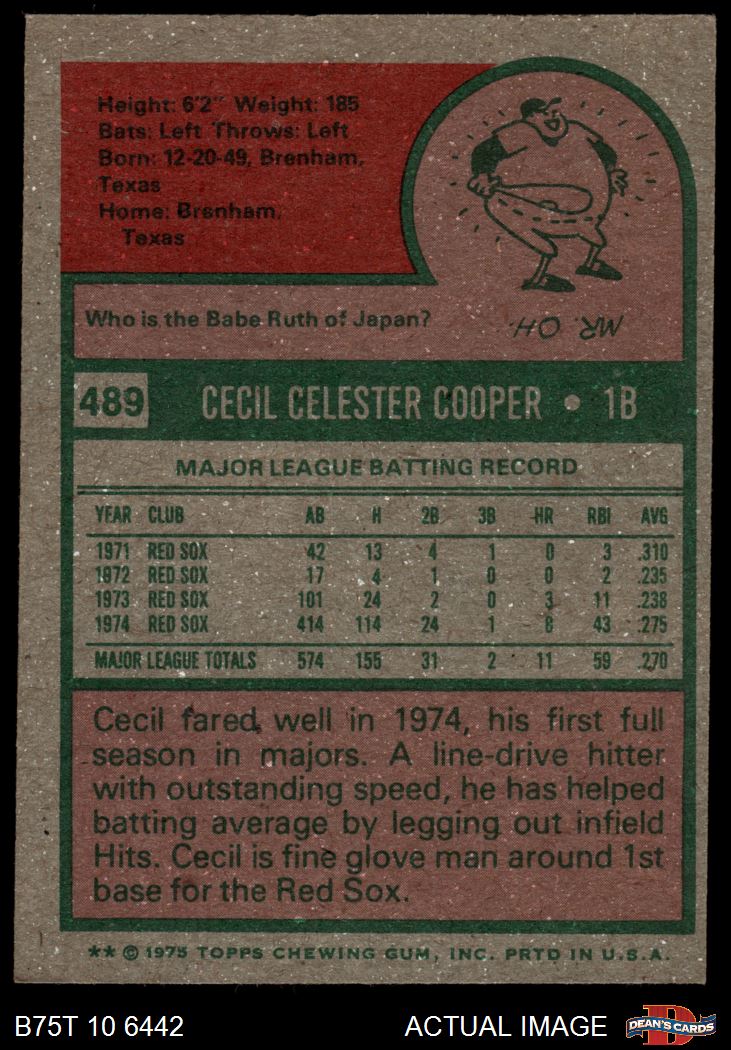 Height: 6'2" Weight: 185
Bats: Left Throws: Left
Born: 12-20-49, Brenham,
Texas
Home: Brenham,
Texas
Who is the Babe Ruth of Japan?
MR. OH.
489 CECIL CELESTER COOPER • 1B
MAJOR LEAGUE BATTING RECORD
YEAR CLUB AB H 2B 3B HR RBI AVG
1971 RED SOX 42 13 4 1 0 3 .310
1972 RED SOX 17 4 1 0 0 2 .235
1973 RED SOX 101 24 2 0 3 11 .238
1974 RED SOX 414 114 24 1 8 43 .275
MAJOR LEAGUE TOTALS 574 155 31 2 11 59 .270
Cecil fared well in 1974, his first full
season in majors. A line-drive hitter
with outstanding speed, he has helped
batting average by legging out infield
Hits. Cecil is fine glove man around 1st
base for the Red Sox.
** © 1975 TOPPS CHEWING GUM, INC. PRTD IN U.S.A.
B75T 10 6442 ACTUAL IMAGE D DEAN'S CARDS